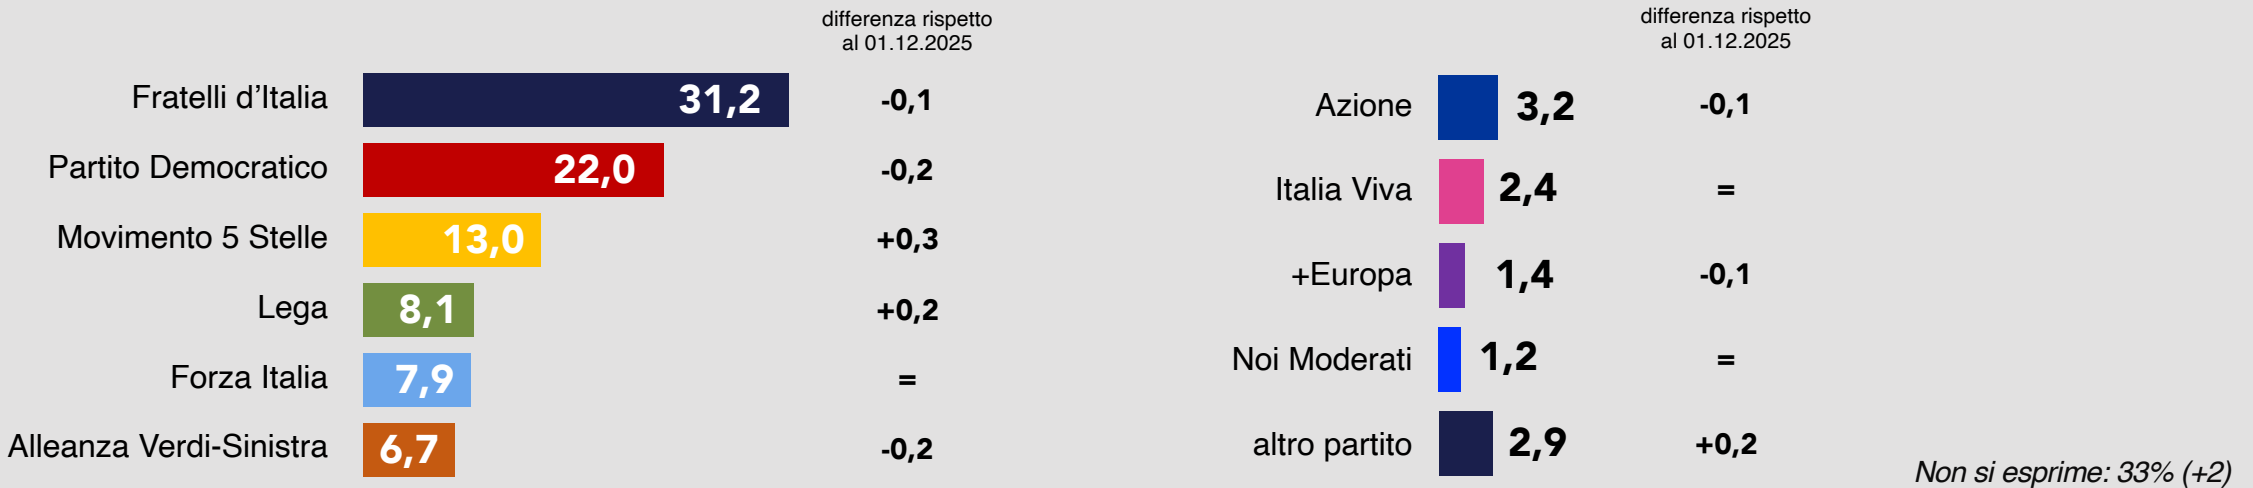 differenza rispetto
al 01.12.2025
Fratelli d’Italia 31,2 -0,1
Partito Democratico 22,0 -0,2
Movimento 5 Stelle 13,0 +0,3
Lega 8,1 +0,2
Forza Italia 7,9 =
Alleanza Verdi-Sinistra 6,7 -0,2
differenza rispetto
al 01.12.2025
Azione 3,2 -0,1
Italia Viva 2,4 =
+Europa 1,4 -0,1
Noi Moderati 1,2 =
altro partito 2,9 +0,2
Non si esprime: 33% (+2)